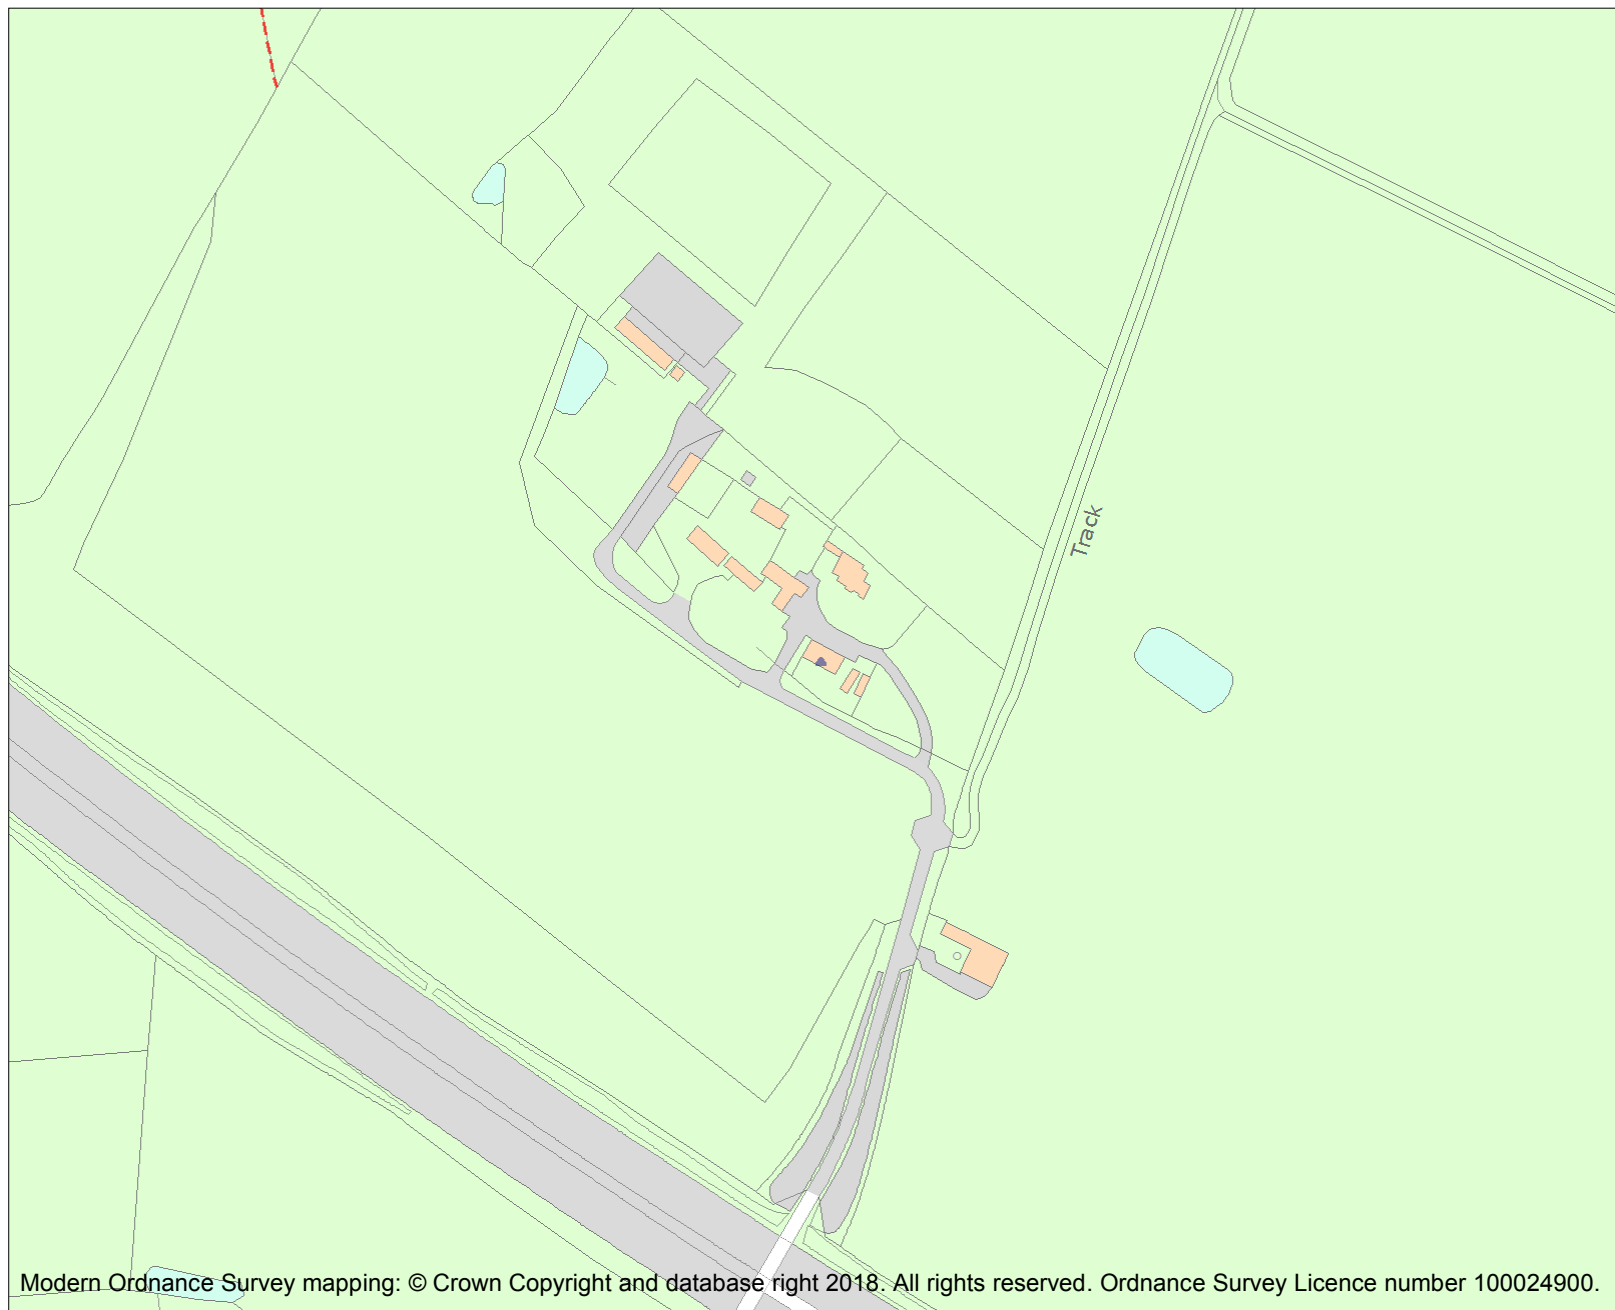 Track
Modern Ordnance Survey mapping: © Crown Copyright and database right 2018. All rights reserved. Ordnance Survey Licence number 100024900.